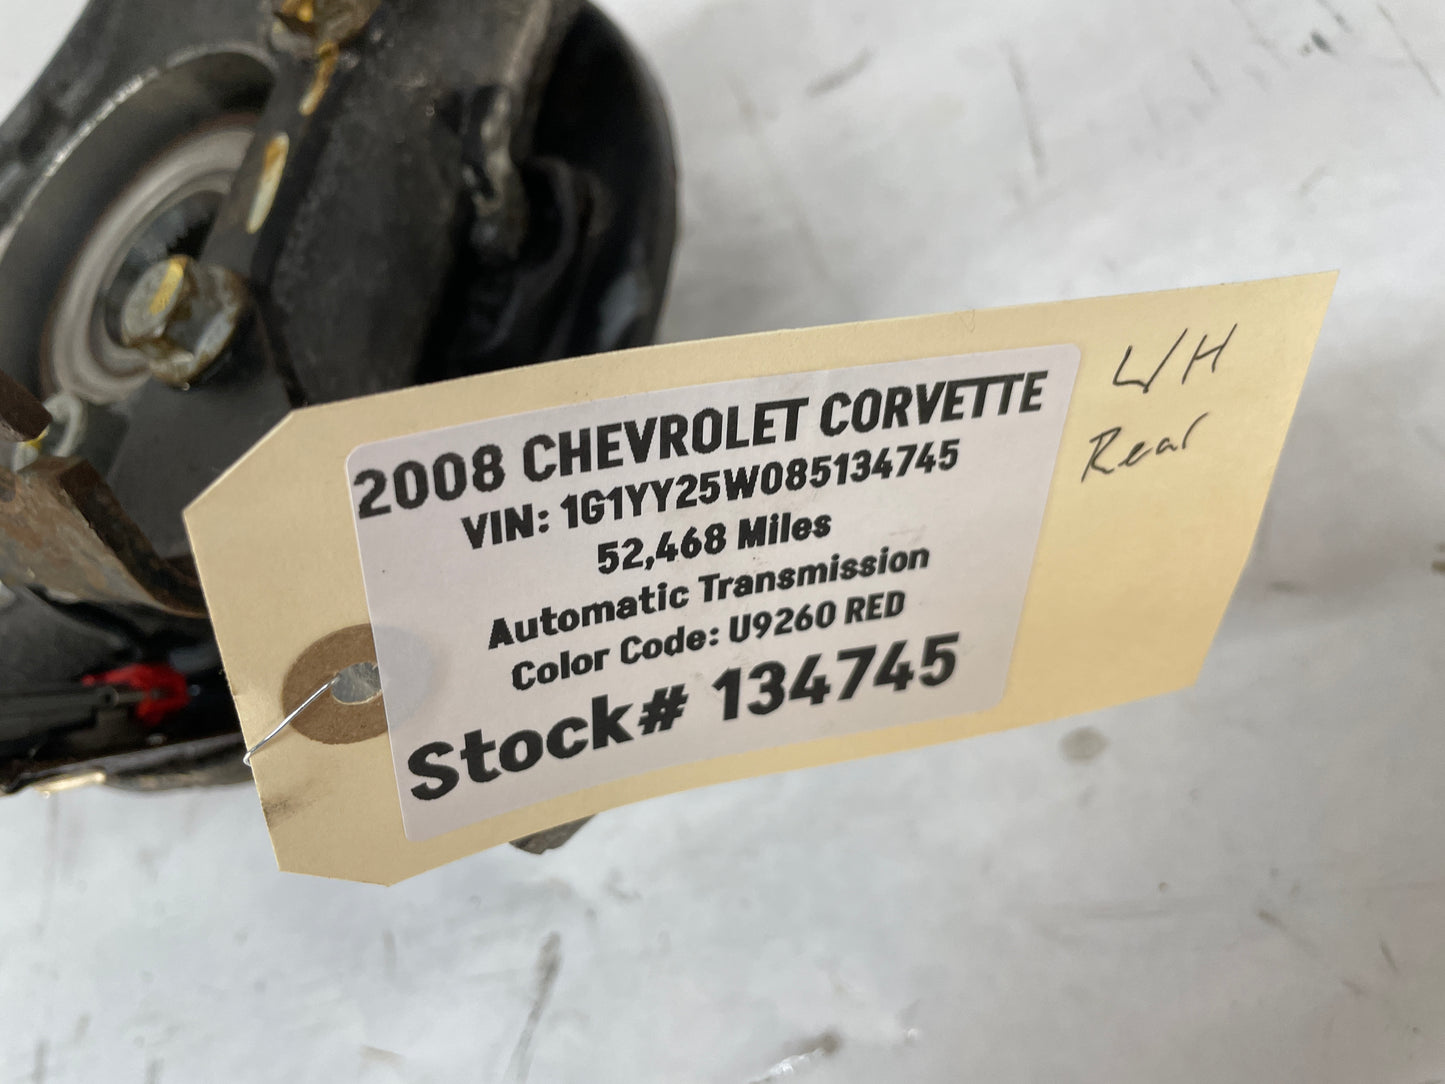 2008 CHEVROLET CORVETTE
VIN: 1G1YY25W085134745
52,468 Miles
Automatic Transmission
Color Code: U9260 RED
Stock# 134745
L/H
Rear